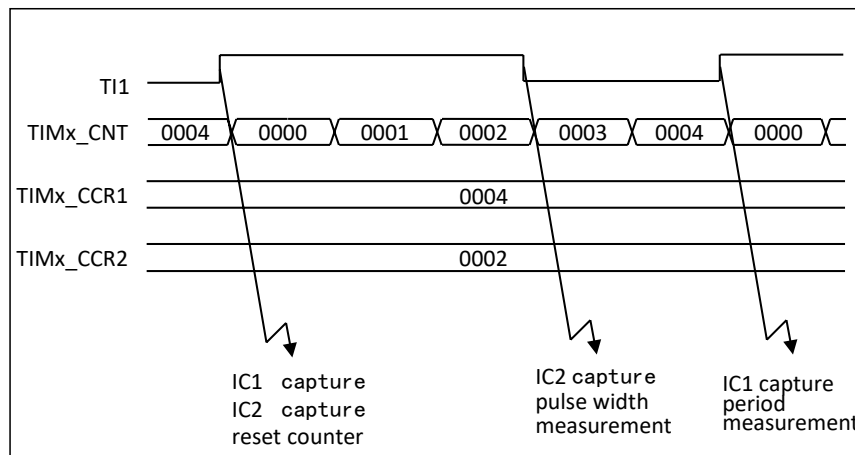 TI1
TIMx_CNT 0004 0000 0001 0002 0003 0004 0000
TIMx_CCR1 0004
TIMx_CCR2 0002
IC1 capture
IC2 capture
reset counter
IC2 capture
pulse width
measurement
IC1 capture
period
measurement